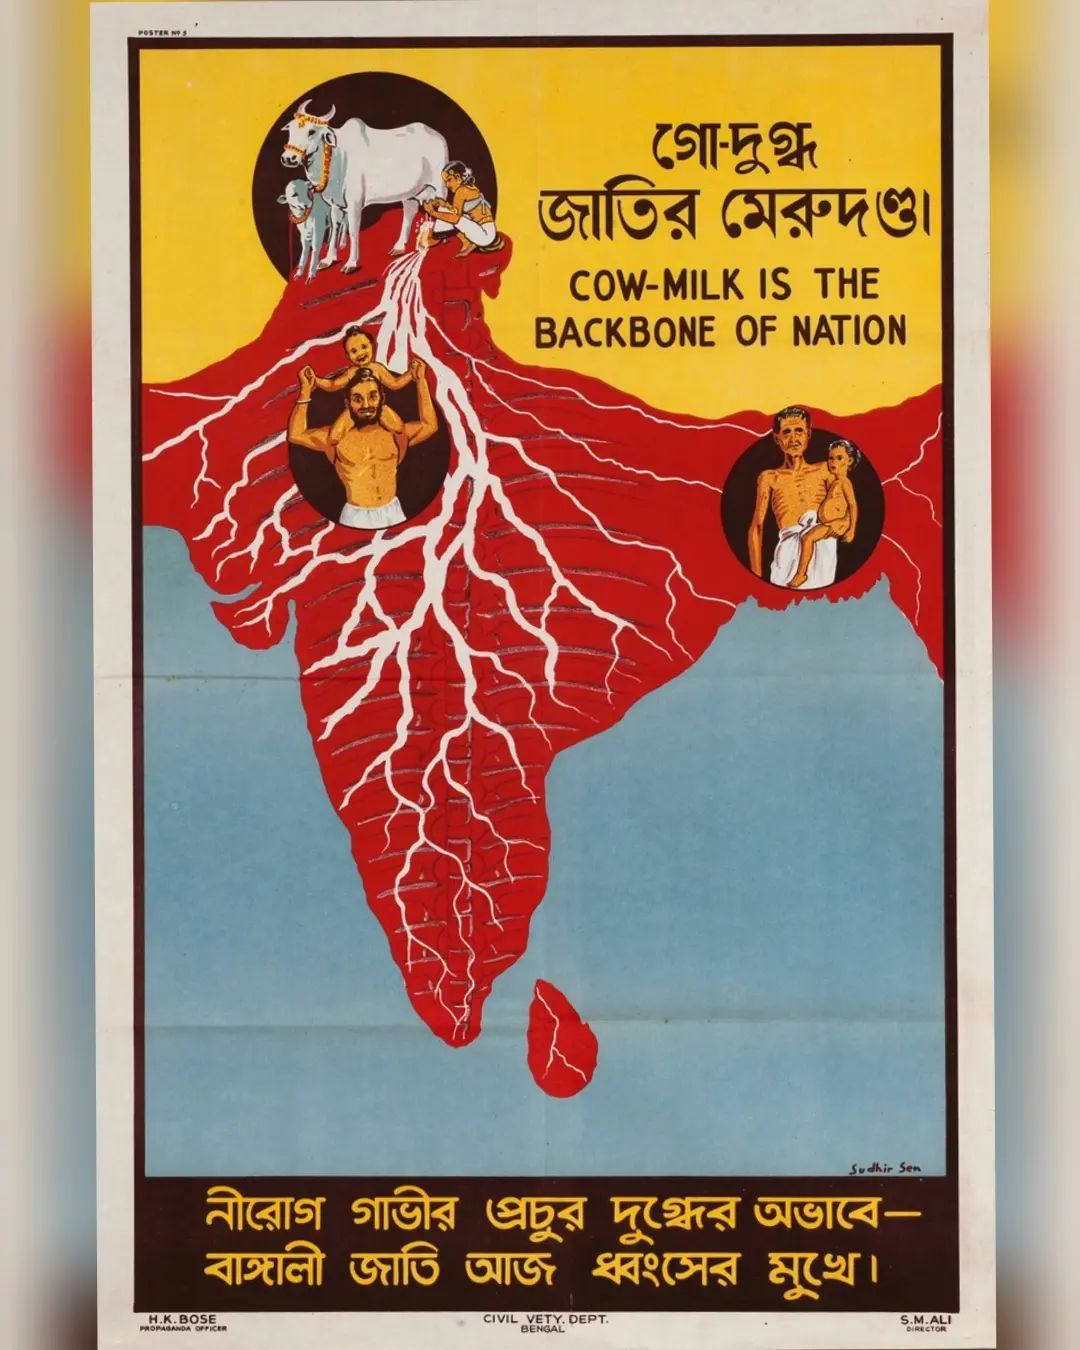 POSTER Nº 5
গো-দুগ্ধ
জাতির মেরুদণ্ড।
COW-MILK IS THE
BACKBONE OF NATION
Sudhir Sen
নীরোগ গাভীর প্রচুর দুগ্ধের অভাবে—
বাঙ্গালী জাতি আজ ধ্বংসের মুখে।
H.K. BOSE
PROPAGANDA OFFICER
CIVIL VETY. DEPT.
BENGAL
S.M. ALI
DIRECTOR